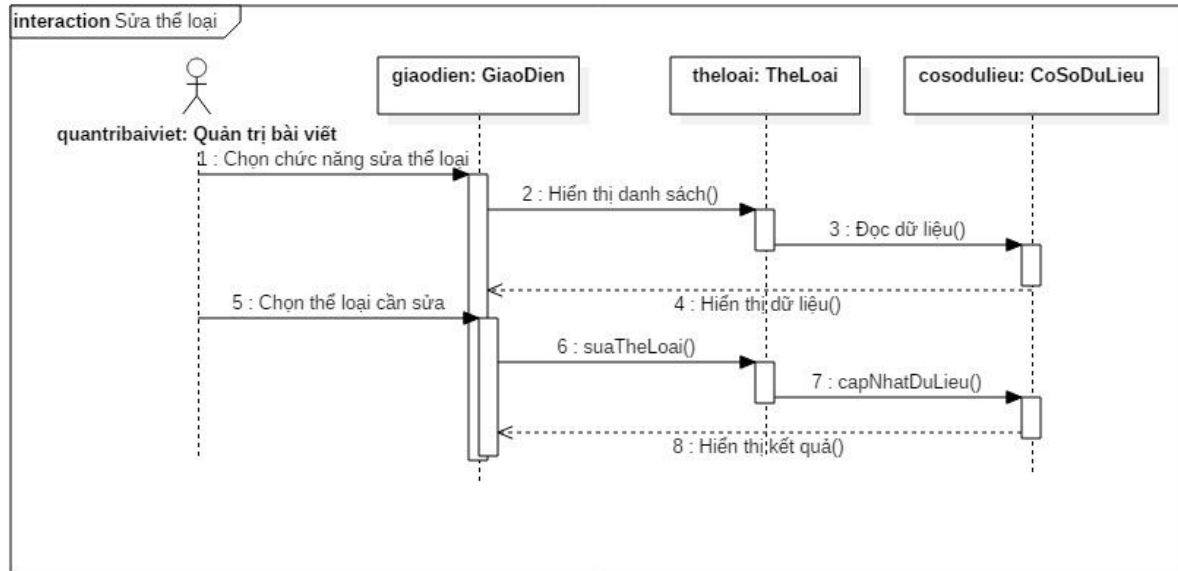 interaction Sửa thể loại
giaodien: GiaoDien
theloai: TheLoai
cosodulieu: CoSoDuLieu
quantribaiviet: Quản trị bài viết
1 : Chọn chức năng sửa thể loại
2 : Hiển thị danh sách()
3 : Đọc dữ liệu()
4 : Hiển thị dữ liệu()
5 : Chọn thể loại cần sửa
6 : suaTheLoai()
7 : capNhatDuLieu()
8 : Hiển thị kết quả()